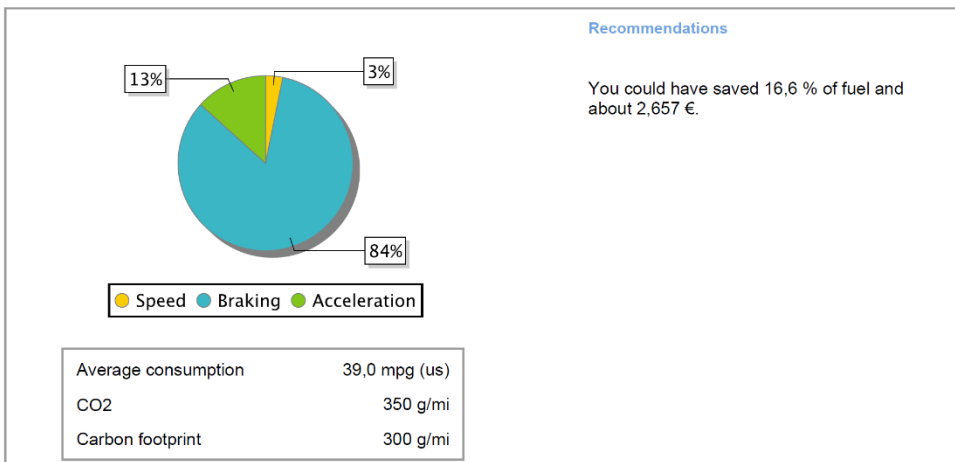 Recommendations
You could have saved 16,6 % of fuel and
about 2,657 €.
13%
3%
84%
Speed Braking Acceleration
Average consumption 39,0 mpg (us)
CO2 350 g/mi
Carbon footprint 300 g/mi